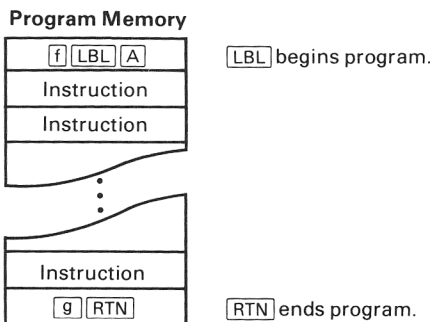 Program Memory
f LBL A LBL begins program.
Instruction
Instruction
Instruction
g RTN RTN ends program.